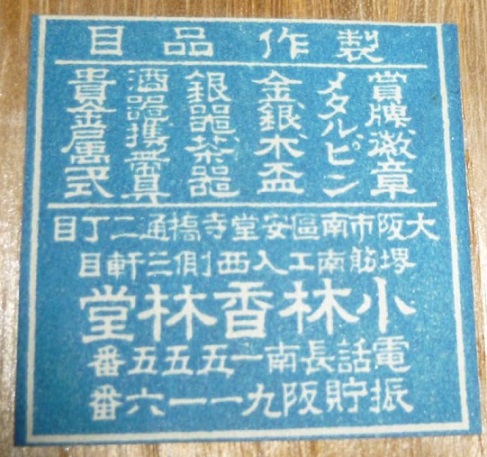 製作品目
賞牌徽章
メタルピン
金銀木盃
銀器茶器
酒器携帯具
貴金属式
大阪市南區安堂寺橋通二丁目
堺筋南エ入西側三軒目
小林香林堂
電話長南一五五五番
振貯阪九一一六番